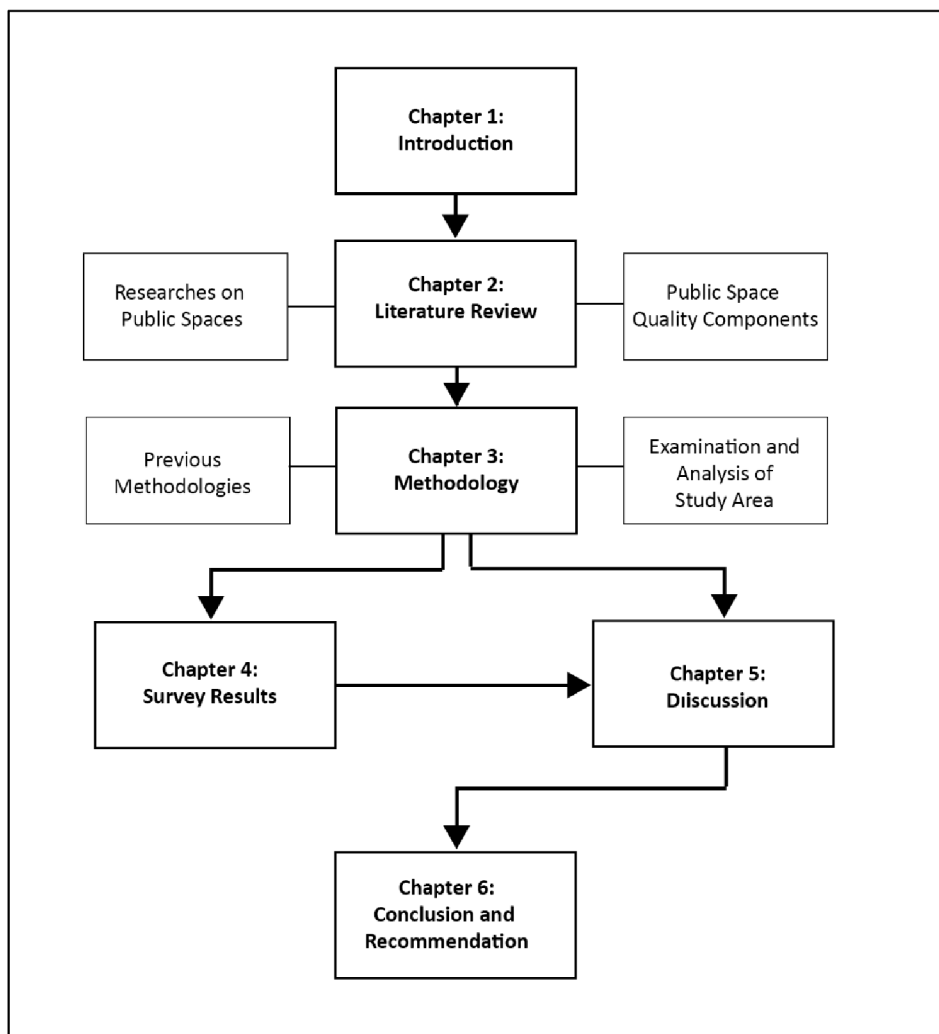 Chapter 1:
Introduction
Researches on
Public Spaces
Chapter 2:
Literature Review
Public Space
Quality Components
Previous
Methodologies
Chapter 3:
Methodology
Examination and
Analysis of
Study Area
Chapter 4:
Survey Results
Chapter 5:
Diiscussion
Chapter 6:
Conclusion and
Recommendation